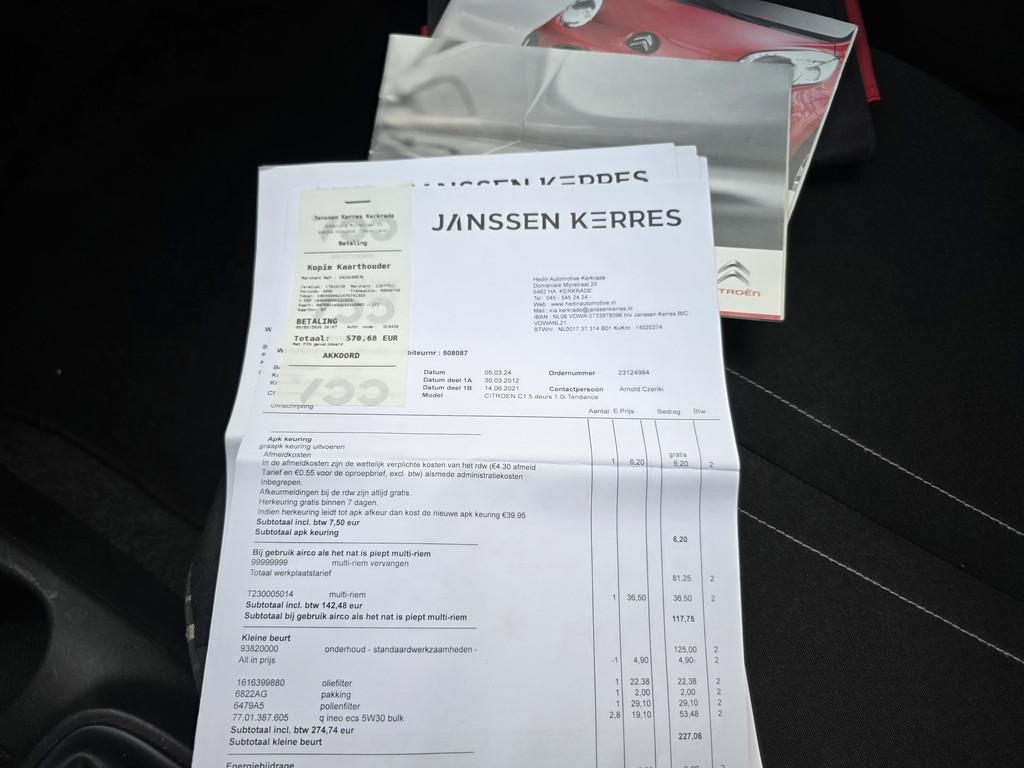 JANSSEN KERRES
JANSSEN KERRES
TROËN
Janssen Kerres Kerkrade
Betaling
Kopie Kaarthouder
BETALING
Totaal: 570,68 EUR
AKKOORD
CCV
Hedin Automotive Kerkrade
Domaniale Mijnstraat 25
6462 HA KERKRADE
Tel : 045 - 545 24 24 -
Web : www.hedinautomotive.nl
Mail : kia.kerkrade@janssenkerres.nl
IBAN : NL06 VOWA 0733978096 tnv Janssen Kerres BIC
VOWANL21
BTWnr.: NL0017.37.314.B01 KvKnr.: 14020374
biteurnr : 508087
Datum 05.03.24 Ordernummer 23124984
Datum deel 1A 30.03.2012
Datum deel 1B 14.06.2021 Contactpersoon Arnold Czenki
Model CITROEN C1 5 deurs 1.0i Tendance
Omschrijving Aantal E.Prijs Bedrag Btw
Apk keuring
graapk keuring uitvoeren gratis
Afmeldkosten 1 6,20 6,20 2
In de afmeldkosten zijn de wettelijk verplichte kosten van het rdw (€4.30 afmeld
Tarief en €0.55 voor de oproepbrief, excl. btw) alsmede administratiekosten
Inbegrepen.
Afkeurmeldingen bij de rdw zijn altijd gratis.
Herkeuring gratis binnen 7 dagen.
Indien herkeuring leidt tot apk afkeur dan kost de nieuwe apk keuring €39.95
Subtotaal incl. btw 7,50 eur
Subtotaal apk keuring 6,20
Bij gebruik airco als het nat is piept multi-riem
99999999 multi-riem vervangen
Totaal werkplaatstarief 81,25 2
T230005014 multi-riem 1 36,50 36,50 2
Subtotaal incl. btw 142,48 eur
Subtotaal bij gebruik airco als het nat is piept multi-riem 117,75
Kleine beurt
93820000 onderhoud - standaardwerkzaamheden - 125,00 2
All in prijs -1 4,90 4,90- 2
1616399880 oliefilter 1 22,38 22,38 2
6822AG pakking 1 2,00 2,00 2
6479A5 pollenfilter 1 29,10 29,10 2
77.01.387.605 q ineo ecs 5W30 bulk 2,8 19,10 53,48 2
Subtotaal incl. btw 274,74 eur
Subtotaal kleine beurt 227,06
Energiebijdrage